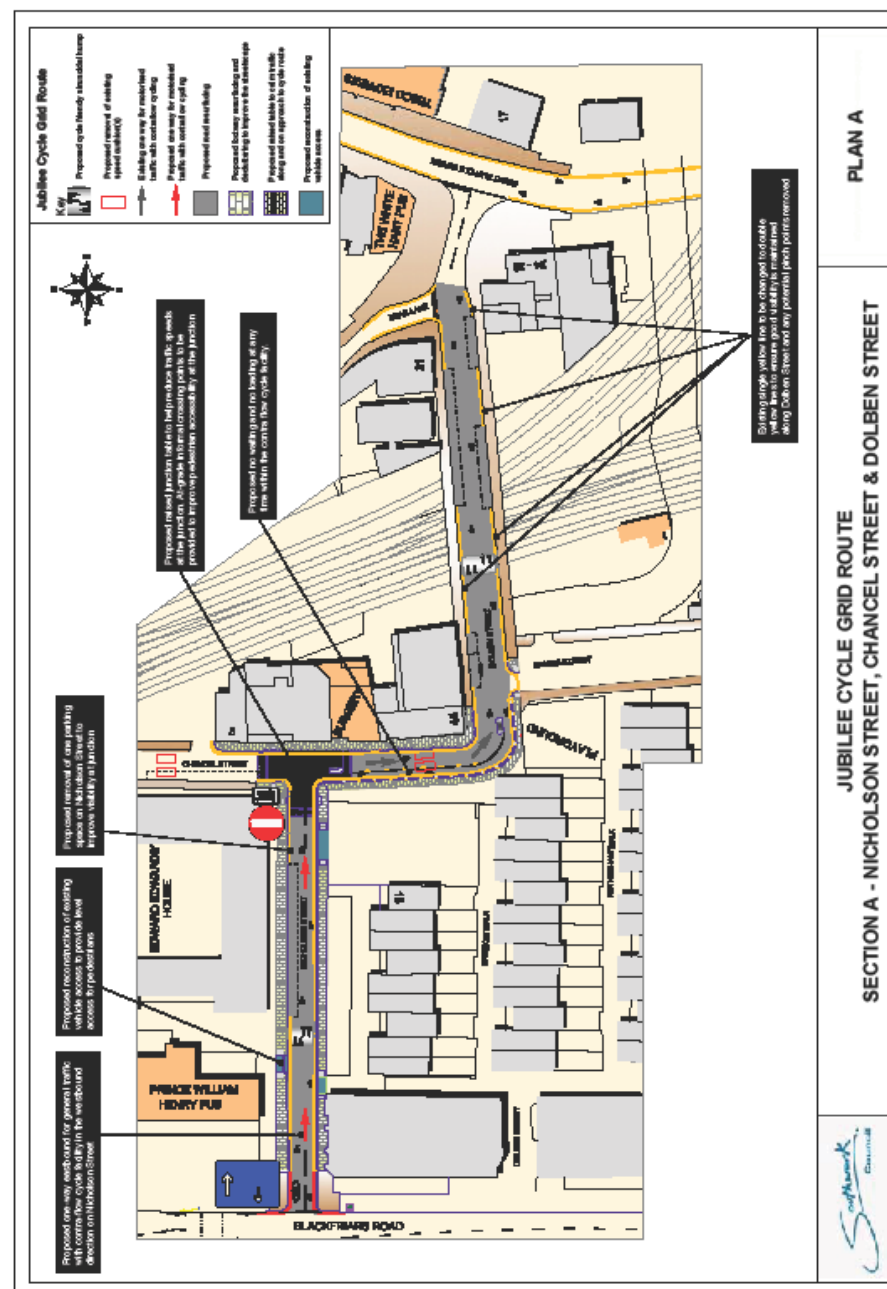 Jubilee Cycle Grid Route
Key
Proposed cycle friendly sinusoidal hump
Proposed removal of existing
speed cushion(s)
Existing one way for motorised
traffic with contraflow cycling
Proposed one way for motorised
traffic with contraflow cycling
Proposed road resurfacing
Proposed footway resurfacing and
decluttering to improve the streetscape
Proposed raised table to calm traffic
along and on approach to cycle route
Proposed reconstruction of existing
vehicle access
Proposed one-way eastbound for general traffic
with contra-flow cycle facility in the westbound
direction on Nicholson Street
Proposed reconstruction of existing
vehicle access to provide level
access for pedestrians
Proposed removal of one parking
space on Nicholson Street to
improve visibility at junction
Proposed raised junction table to help reduce traffic speeds
at the junction. At-grade informal crossing points to be
provided to improve pedestrian accessibility at the junction
Proposed no waiting and no loading at any
time within the contra flow cycle facility.
Existing single yellow line to be changed to double
yellow lines to ensure good visibility is maintained
along Dolben Street and any potential pinch points removed
PRINCE WILLIAM
HENRY PUB
EDWARD EDWARDS'
HOUSE
CHANCEL STREET
NICHOLSON STREET
BLACKFRIARS ROAD
DOLBEN STREET
PLAYGROUND
THE WHITE
HART PUB
17
21
15
PLAN A
JUBILEE CYCLE GRID ROUTE
SECTION A - NICHOLSON STREET, CHANCEL STREET & DOLBEN STREET
Southwark
Council